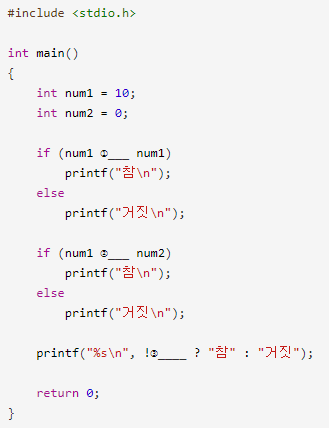 #include <stdio.h>
int main()
{
int num1 = 10;
int num2 = 0;
if (num1 ①___ num1)
printf("참\n");
else
printf("거짓\n");
if (num1 ②___ num2)
printf("참\n");
else
printf("거짓\n");
printf("%s\n", !③____ ? "참" : "거짓");
return 0;
}